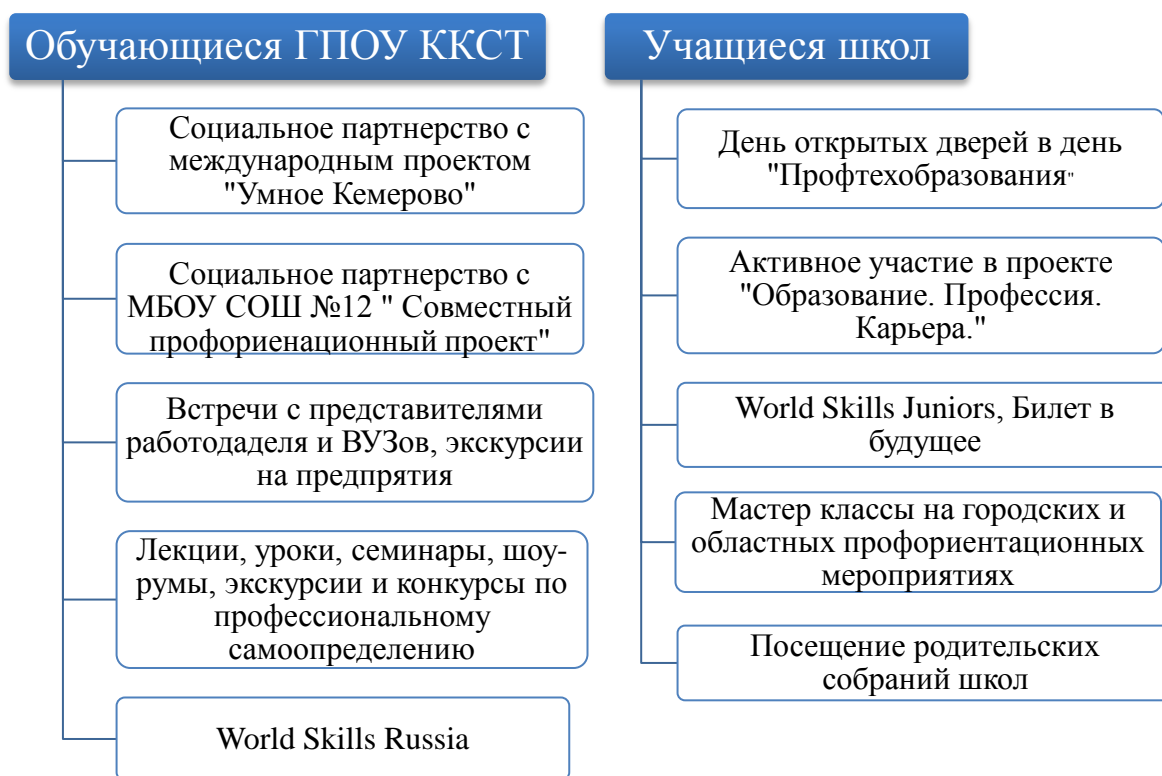 Обучающиеся ГПОУ ККСТ
Социальное партнерство с
международным проектом
"Умное Кемерово"
Социальное партнерство с
МБОУ СОШ №12 " Совместный
профориенационный проект"
Встречи с представителями
работодаделя и ВУЗов, экскурсии
на предпрятия
Лекции, уроки, семинары, шоу-
румы, экскурсии и конкурсы по
профессиональному
самоопределению
World Skills Russia
Учащиеся школ
День открытых дверей в день
"Профтехобразования"
Активное участие в проекте
"Образование. Профессия.
Карьера."
World Skills Juniors, Билет в
будущее
Мастер классы на городских и
областных профориентационных
мероприятиях
Посещение родительских
собраний школ